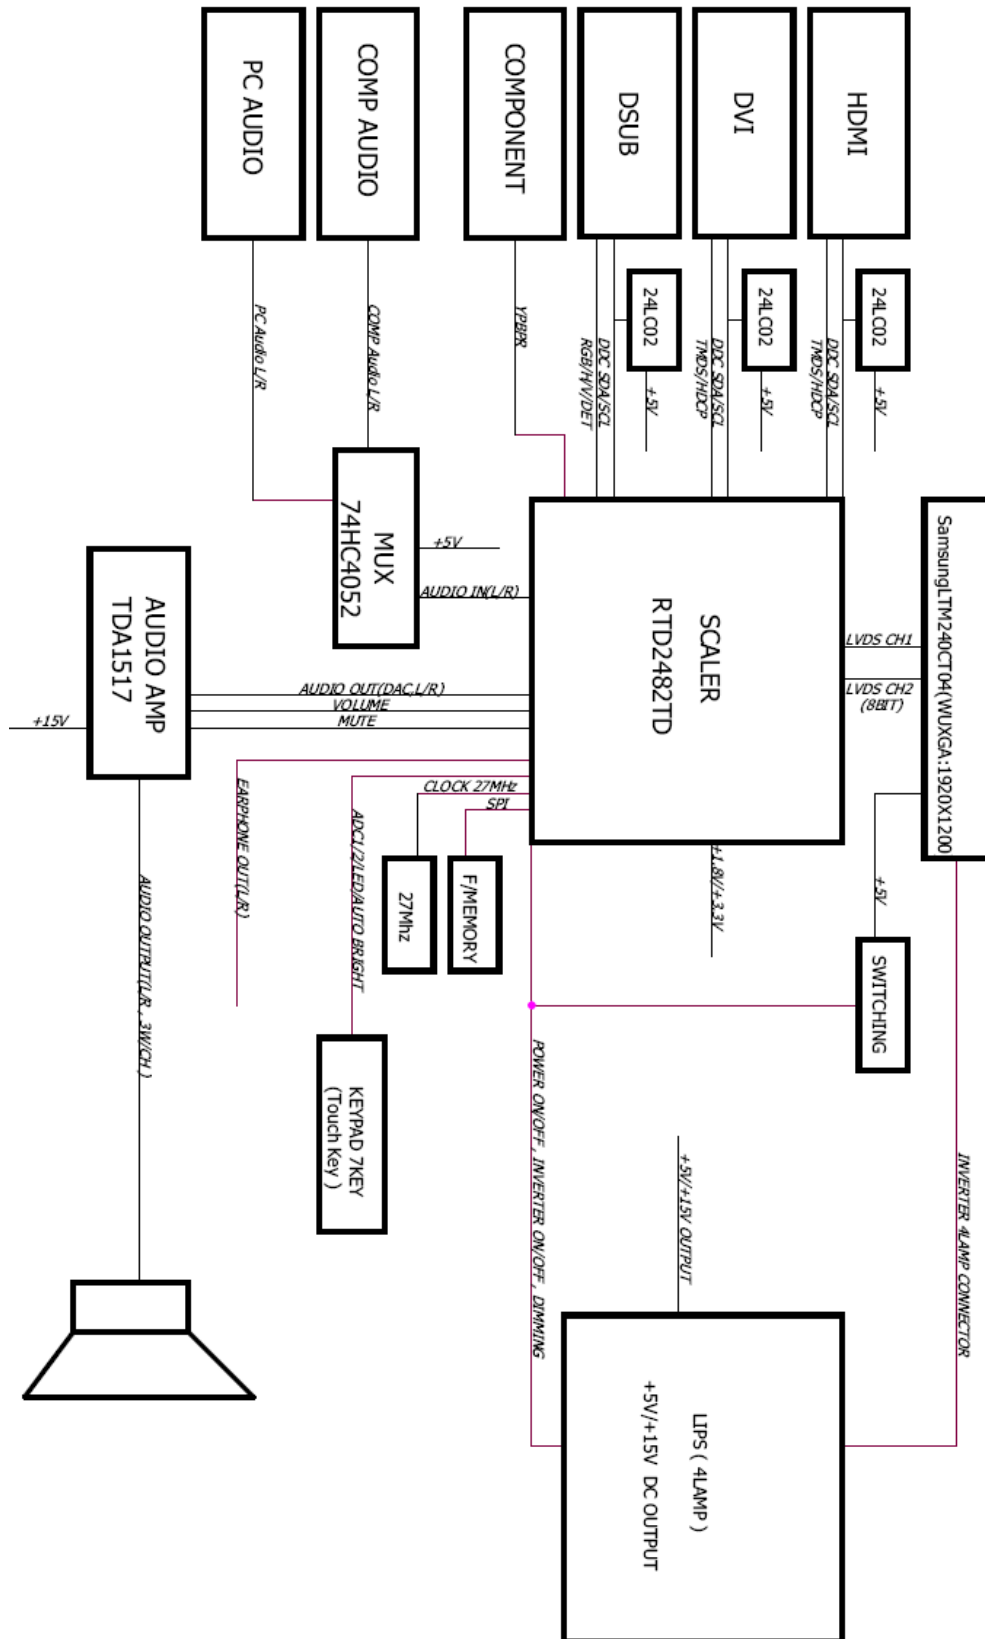 PC AUDIO
COMP AUDIO
COMPONENT
DSUB
DVI
HDMI
24LC02
24LC02
24LC02
PC Audio L/R
COMP Audio L/R
YPBPR
DDC SDA/SCL
RGB/H/V/DET
+5V
DDC SDA/SCL
TMDS/HDCP
+5V
DDC SDA/SCL
TMDS/HDCP
+5V
MUX
74HC4052
+5V
AUDIO IN(L/R)
SCALER
RTD2482TD
LVDS CH1
LVDS CH2
(8BIT)
SamsungLTM240CT04(WUXGA:1920X1200
AUDIO AMP
TDA1517
+15V
AUDIO OUT(DAC,L/R)
VOLUME
MUTE
EARPHONE OUT(L/R)
ADC1/2/LED/AUTO BRIGHT
CLOCK 27MHz
SPI
27Mhz
F/MEMORY
+1.8V/+3.3V
+5V
SWITCHING
AUDIO OUTPUT(L/R , 3W/CH )
KEYPAD 7KEY
(Touch Key )
POWER ON/OFF , INVERTER ON/OFF , DIMMING
+5V/+15V OUTPUT
INVERTER 4LAMP CONNECTOR
LIPS ( 4LAMP )
+5V/+15V DC OUTPUT